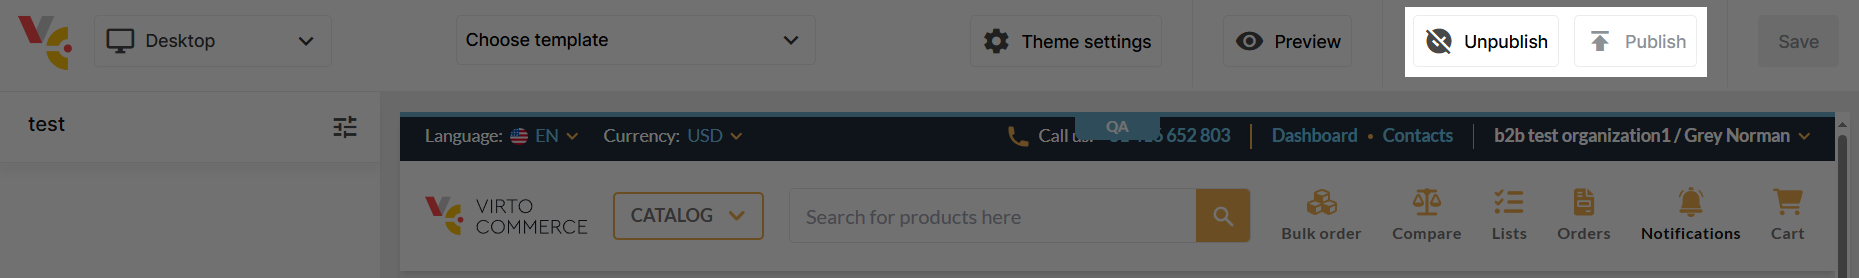 Desktop
Choose template
Theme settings
Preview
Unpublish
Publish
Save
test
QA
Language: EN
Currency: USD
Call us:
652 803
Dashboard • Contacts
b2b test organization1 / Grey Norman
VIRTO
COMMERCE
CATALOG
Search for products here
Bulk order
Compare
Lists
Orders
Notifications
Cart